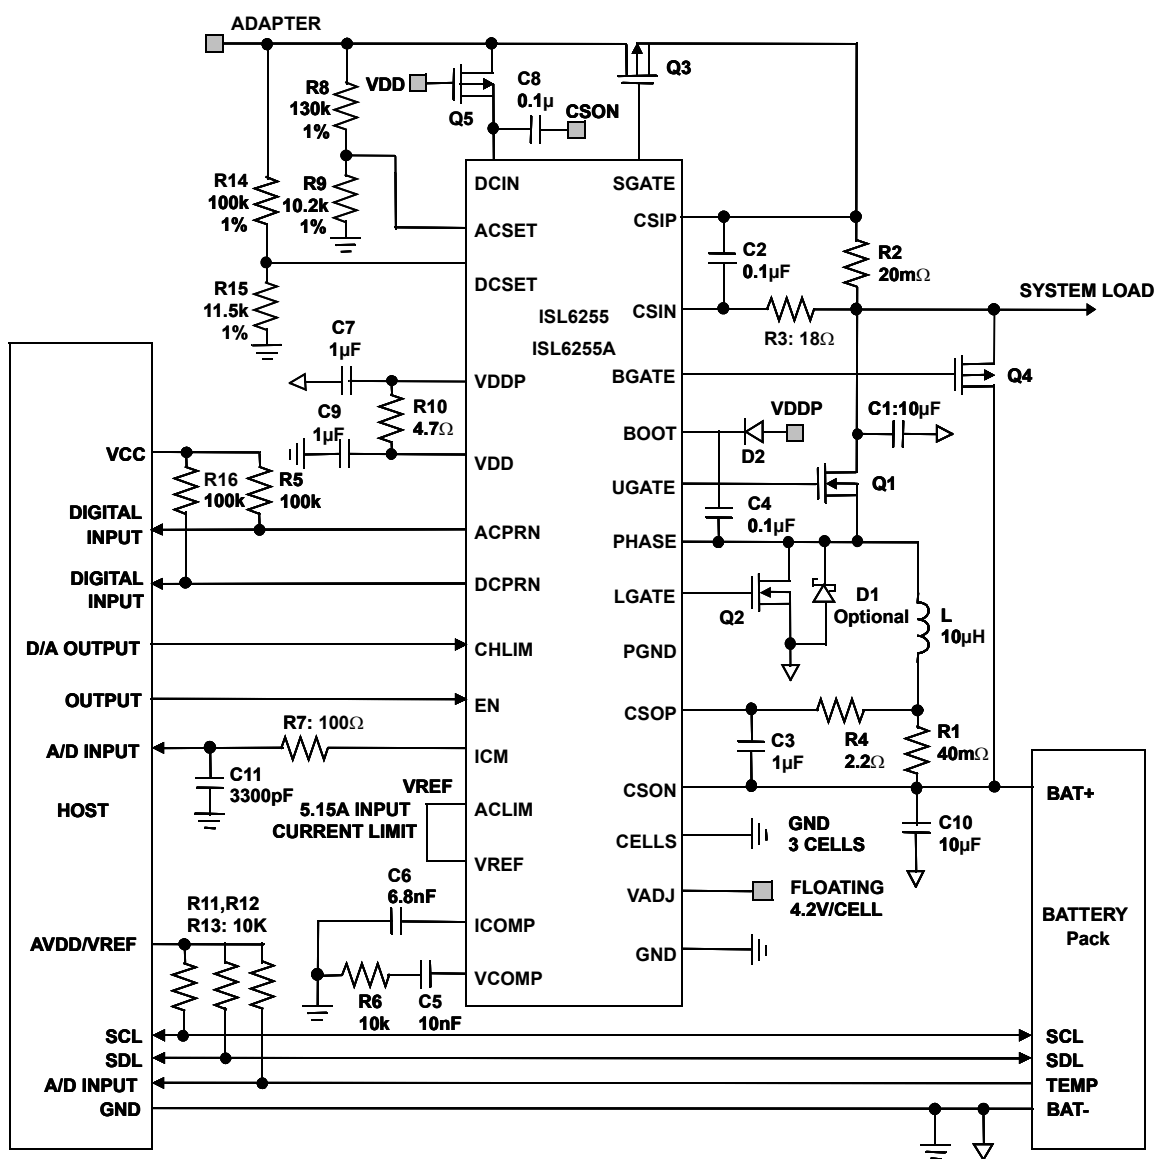 ADAPTER
R8
130k
1%
VDD
Q5
C8
0.1µ
CSON
Q3
R14
100k
1%
R9
10.2k
1%
R15
11.5k
1%
DCIN
ACSET
DCSET
SGATE
CSIP
CSIN
ISL6255
ISL6255A
C2
0.1µF
R2
20mΩ
R3: 18Ω
SYSTEM LOAD
C7
1µF
C9
1µF
R10
4.7Ω
VDDP
VDD
BGATE
BOOT
UGATE
PHASE
LGATE
PGND
CSOP
CSON
CELLS
VADJ
GND
VDDP
D2
C1:10µF
Q4
Q1
C4
0.1µF
Q2
D1
Optional
L
10µH
R4
2.2Ω
C3
1µF
R1
40mΩ
C10
10µF
GND
3 CELLS
FLOATING
4.2V/CELL
VCC
R16
100k
R5
100k
DIGITAL
INPUT
DIGITAL
INPUT
D/A OUTPUT
OUTPUT
A/D INPUT
HOST
AVDD/VREF
SCL
SDL
A/D INPUT
GND
ACPRN
DCPRN
CHLIM
EN
ICM
ACLIM
VREF
ICOMP
VCOMP
R7: 100Ω
C11
3300pF
VREF
5.15A INPUT
CURRENT LIMIT
C6
6.8nF
R6
10k
C5
10nF
R11,R12
R13: 10K
BAT+
BATTERY
Pack
SCL
SDL
TEMP
BAT-